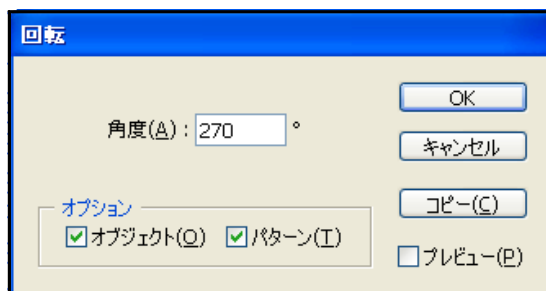 回転
角度(A) : 270 °
OK
キャンセル
コピー(C)
オプション
オブジェクト(O) パターン(T)
プレビュー(P)